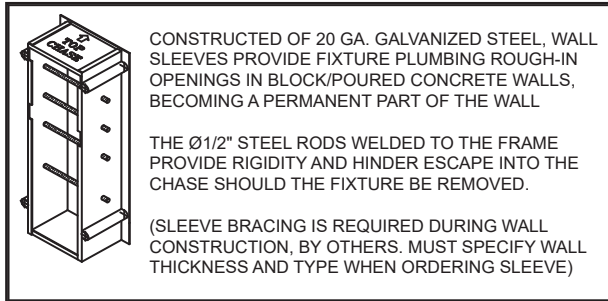 TOP
CHASE
CONSTRUCTED OF 20 GA. GALVANIZED STEEL, WALL
SLEEVES PROVIDE FIXTURE PLUMBING ROUGH-IN
OPENINGS IN BLOCK/POURED CONCRETE WALLS,
BECOMING A PERMANENT PART OF THE WALL
THE Ø1/2" STEEL RODS WELDED TO THE FRAME
PROVIDE RIGIDITY AND HINDER ESCAPE INTO THE
CHASE SHOULD THE FIXTURE BE REMOVED.
(SLEEVE BRACING IS REQUIRED DURING WALL
CONSTRUCTION, BY OTHERS. MUST SPECIFY WALL
THICKNESS AND TYPE WHEN ORDERING SLEEVE)